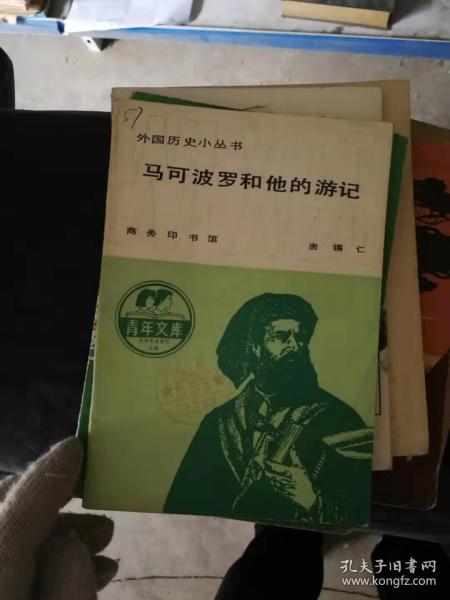 57
外国历史小丛书
马可波罗和他的游记
商务印书馆 唐锡仁
青年文库
孔夫子旧书网
www.kongfz.com